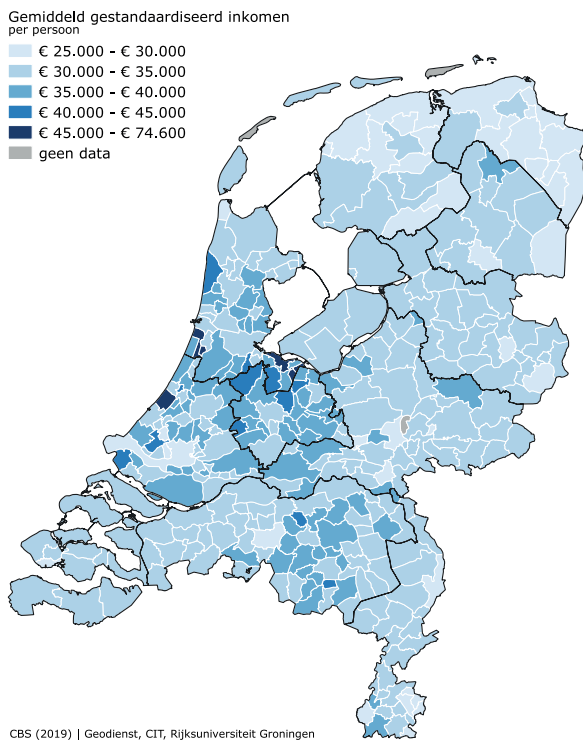 Gemiddeld gestandaardiseerd inkomen
per persoon
€ 25.000 - € 30.000
€ 30.000 - € 35.000
€ 35.000 - € 40.000
€ 40.000 - € 45.000
€ 45.000 - € 74.600
geen data
CBS (2019) | Geodienst, CIT, Rijksuniversiteit Groningen